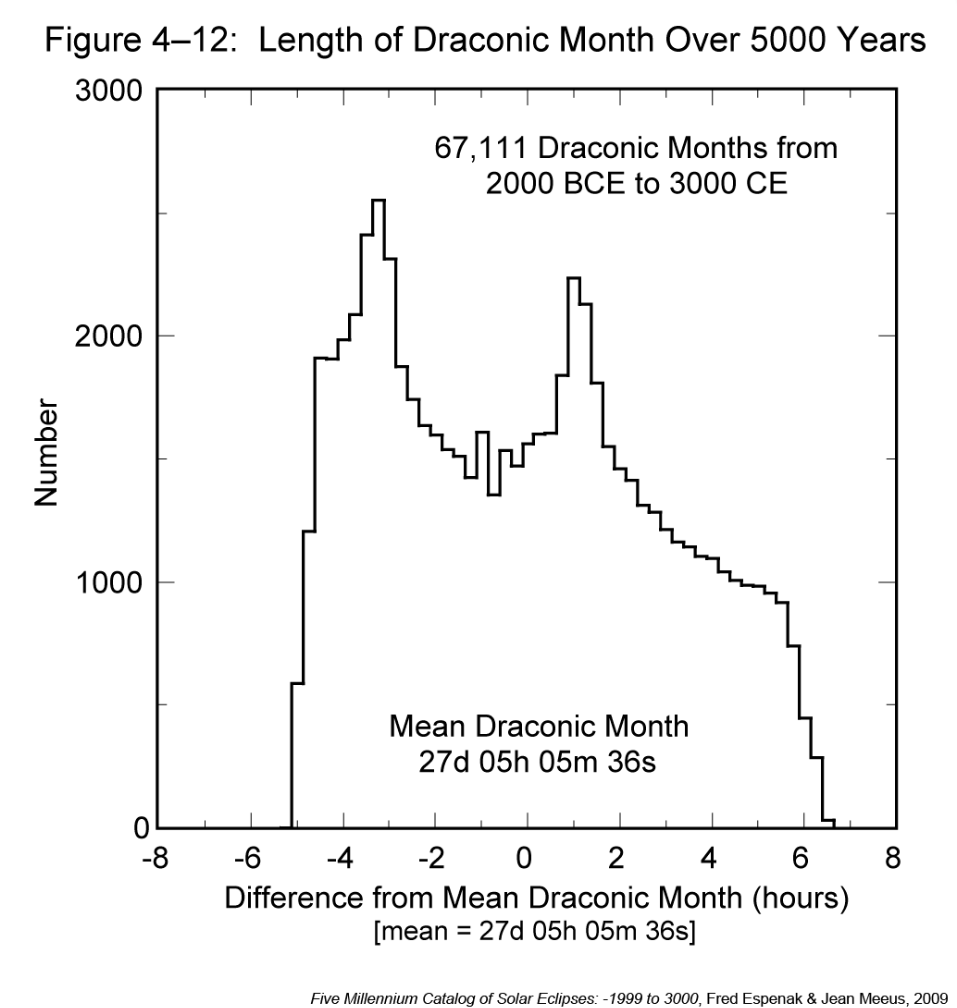 Figure 4–12:  Length of Draconic Month Over 5000 Years
3000
67,111 Draconic Months from
2000 BCE to 3000 CE
2000
Number
1000
Mean Draconic Month
27d 05h 05m 36s
0
-8 -6 -4 -2 0 2 4 6 8
Difference from Mean Draconic Month (hours)
[mean = 27d 05h 05m 36s]
Five Millennium Catalog of Solar Eclipses: -1999 to 3000, Fred Espenak & Jean Meeus, 2009